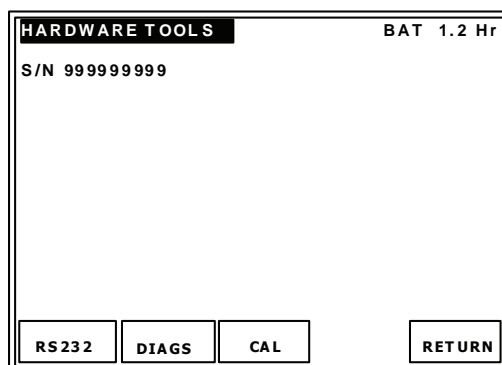 HARDWARE TOOLS BAT 1.2 Hr
S/N 999999999
RS232 DIAGS CAL RETURN